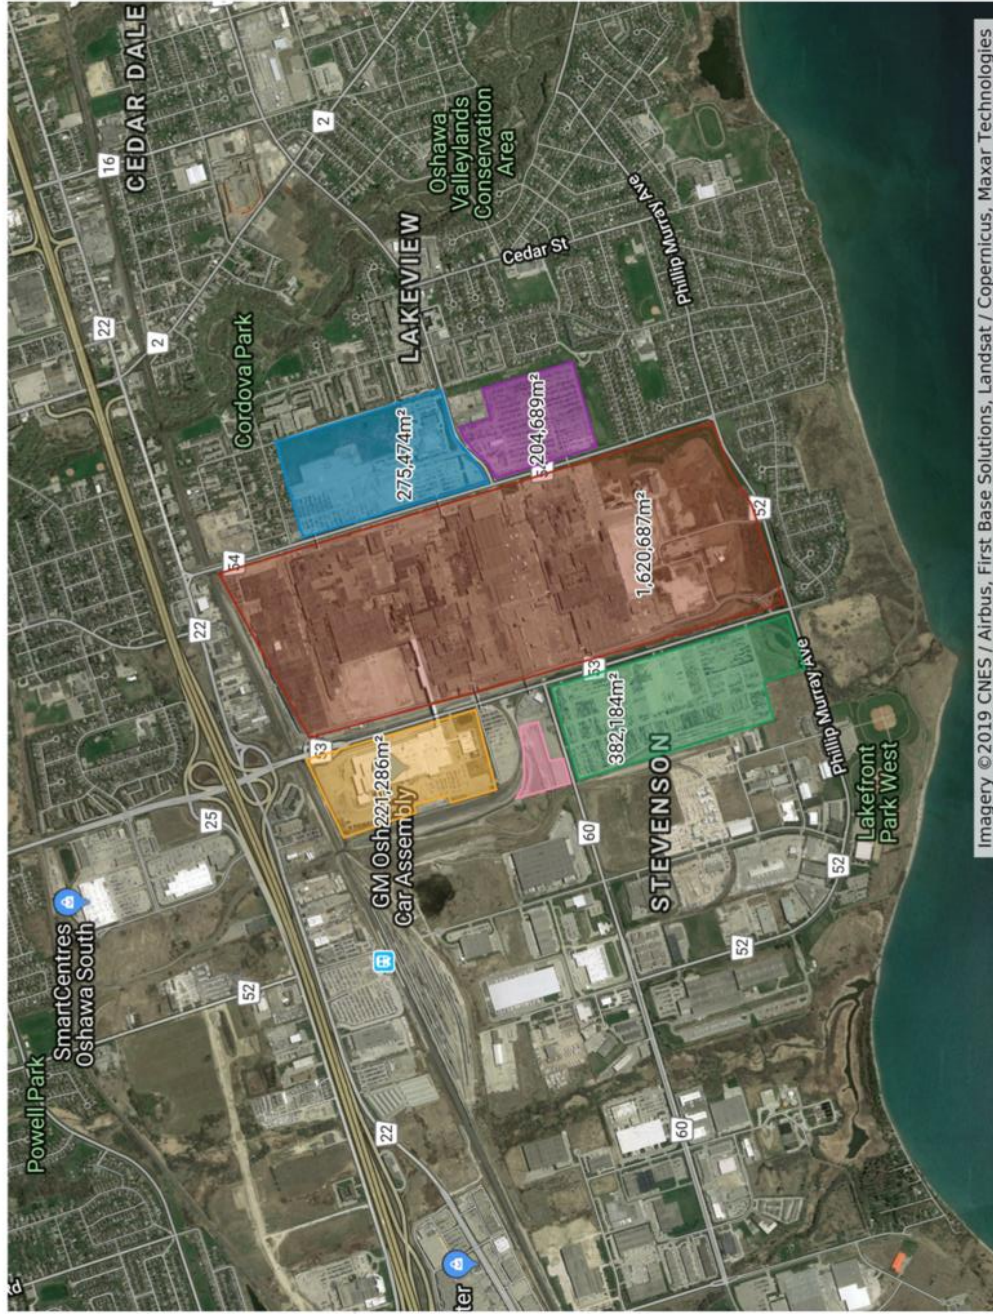 Powell Park
SmartCentres
Oshawa South
CEDAR DALE
16
22
2
2
25
22
54
53
52
Cordova Park
LAKEVIEW
Oshawa
Valleylands
Conservation
Area
Cedar St
Phillip Murray Ave
275,474m²
204,689m²
1,620,687m²
GM Osh
221,286m²
Car Assembly
22
53
382,184m²
60
STEVENSON
60
52
52
52
Phillip Murray Ave
Lakefront
Park West
ter
Imagery ©2019 CNES / Airbus, First Base Solutions, Landsat / Copernicus, Maxar Technologies